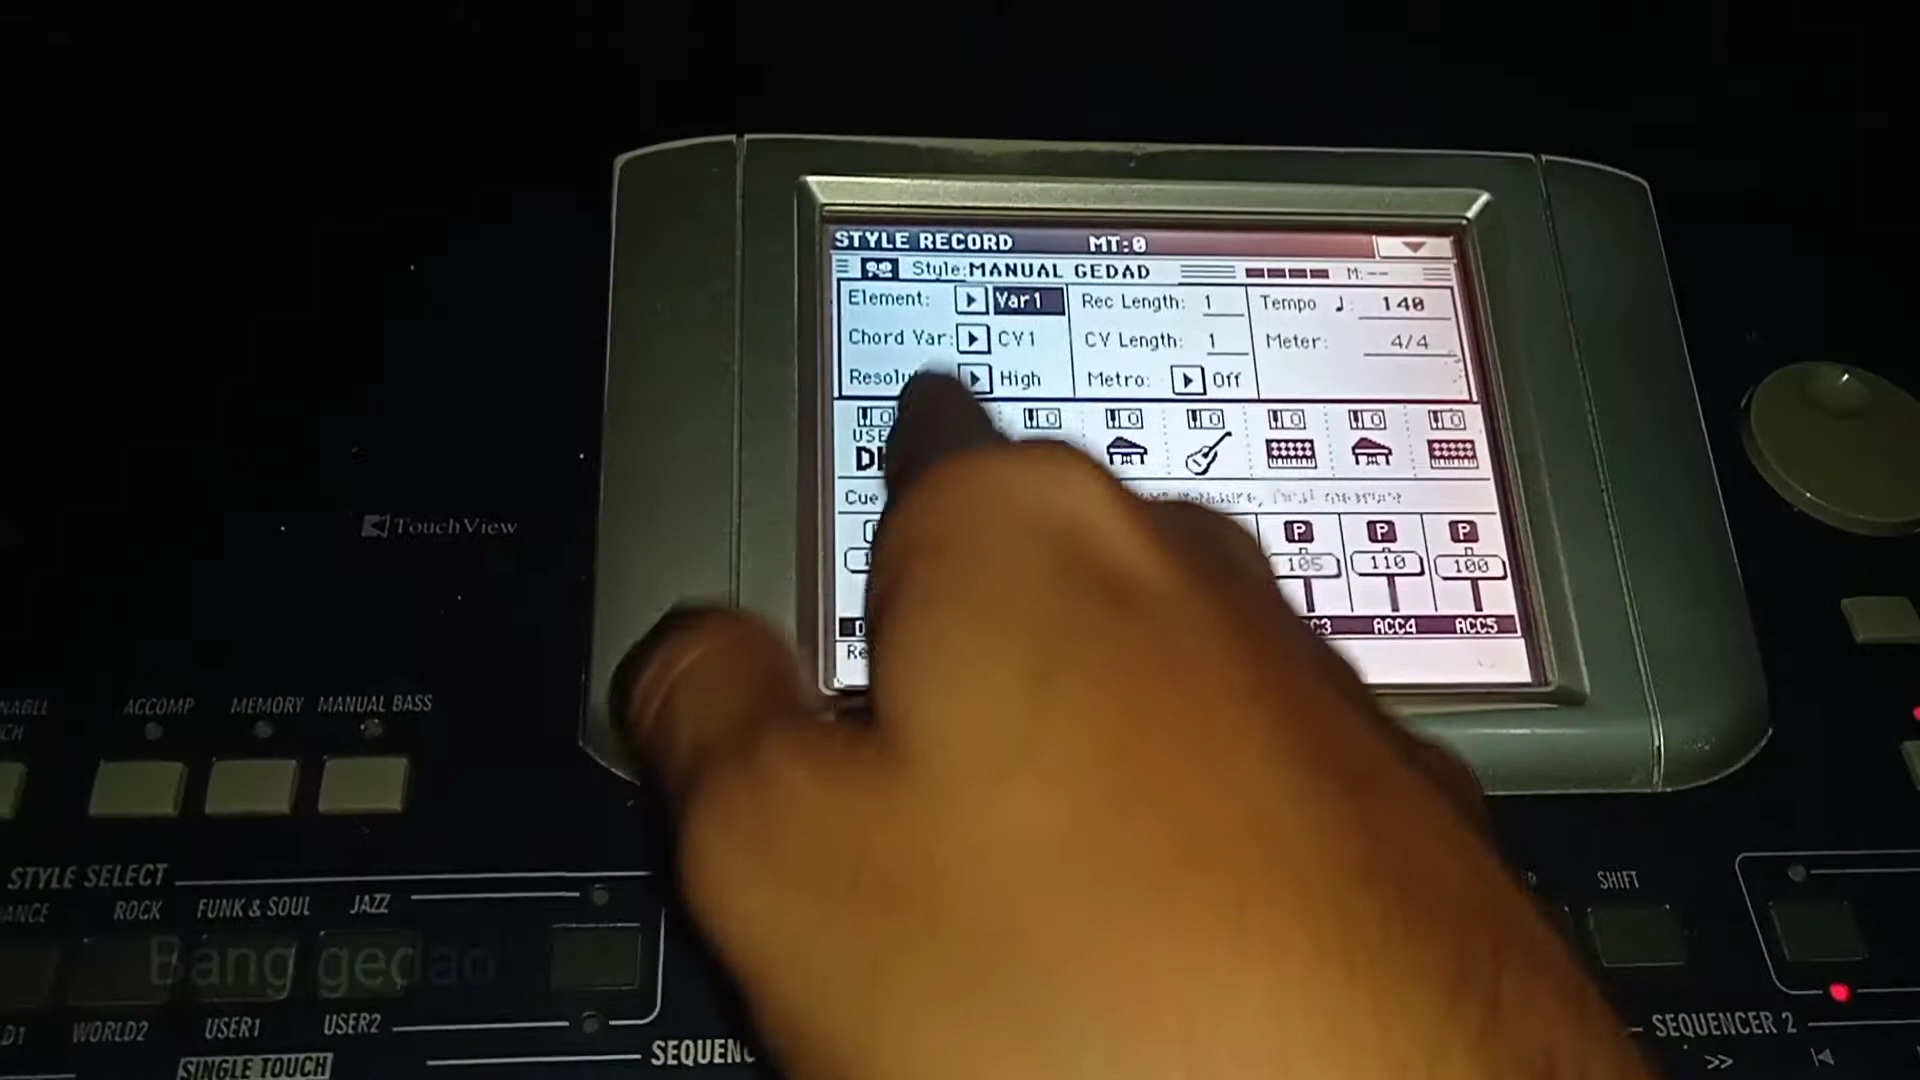 STYLE RECORD MT:0
Style:MANUAL GEDAD M:--
Element: Var1 Rec Length: 1 Tempo ♩: 140
Chord Var: CV1 CV Length: 1 Meter: 4/4
High Metro: Off
Cue
P P P
105 110 100
ACC4 ACC5
TouchView
ACCOMP MEMORY MANUAL BASS
STYLE SELECT
ROCK FUNK & SOUL JAZZ
SHIFT
Bang gedad
WORLD2 USER1 USER2
SEQUENCER 2
SINGLE TOUCH
>>